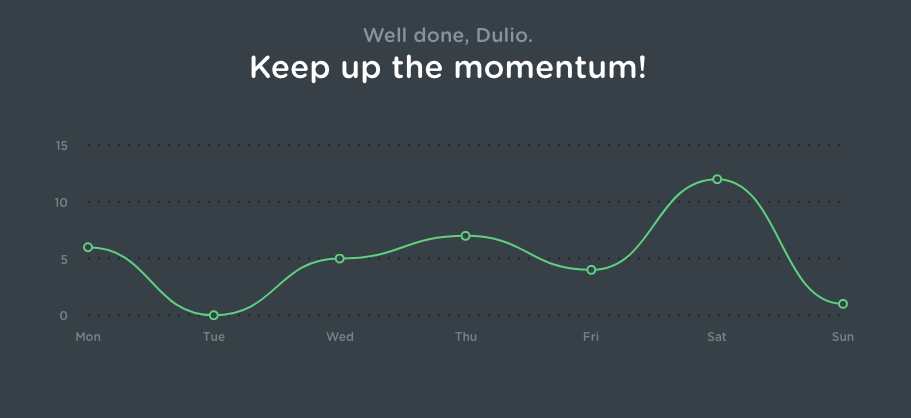 Well done, Dulio.
Keep up the momentum!
15
10
5
0
Mon Tue Wed Thu Fri Sat Sun